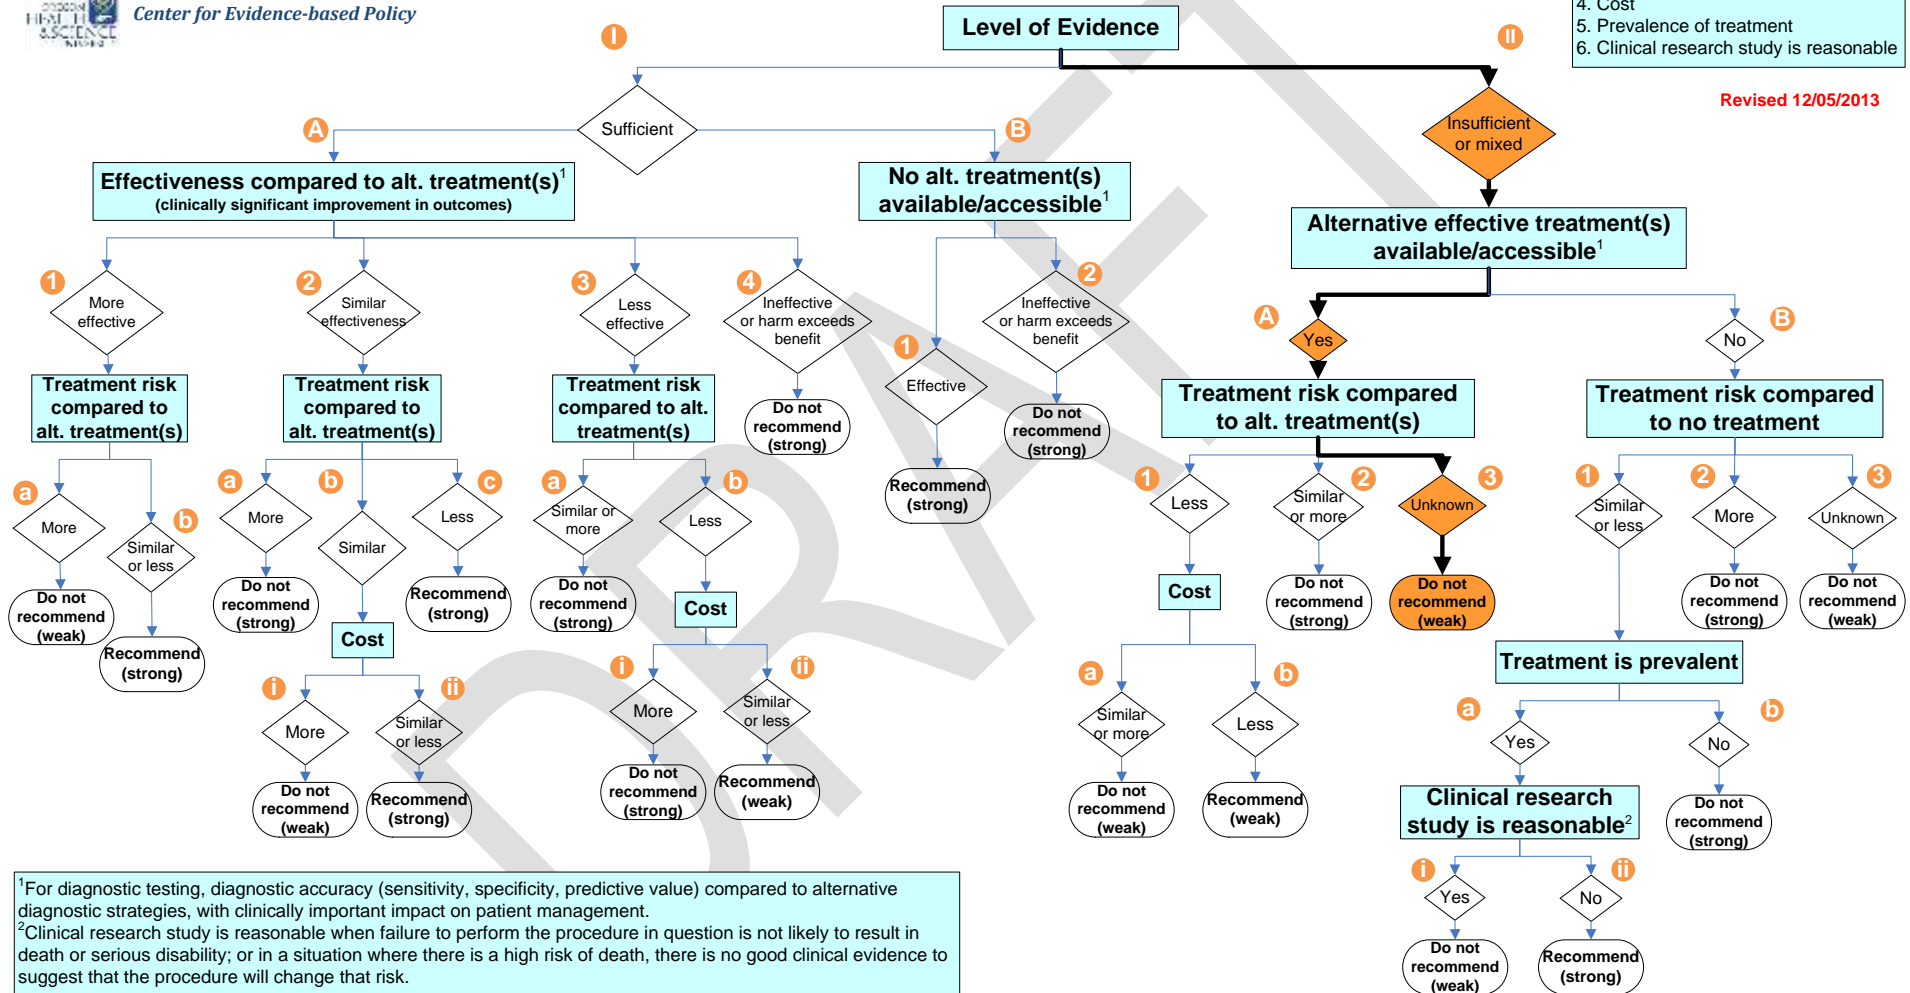 OREGON
HEALTH
& SCIENCE
UNIVERSITY
Center for Evidence-based Policy
4. Cost
5. Prevalence of treatment
6. Clinical research study is reasonable
Revised 12/05/2013
DRAFT
Level of Evidence
I
II
Sufficient
Insufficient
or mixed
A
B
Effectiveness compared to alt. treatment(s)1
(clinically significant improvement in outcomes)
No alt. treatment(s)
available/accessible1
Alternative effective treatment(s)
available/accessible1
1
More
effective
2
Similar
effectiveness
3
Less
effective
4
Ineffective
or harm exceeds
benefit
1
Effective
2
Ineffective
or harm exceeds
benefit
A
Yes
B
No
Treatment risk
compared to
alt. treatment(s)
Treatment risk
compared to
alt. treatment(s)
Treatment risk
compared to alt.
treatment(s)
Do not
recommend
(strong)
Recommend
(strong)
Do not
recommend
(strong)
Treatment risk compared
to alt. treatment(s)
Treatment risk compared
to no treatment
a
More
b
Similar
or less
a
More
b
Similar
c
Less
a
Similar or
more
b
Less
1
Less
2
Similar
or more
3
Unknown
1
Similar
or less
2
More
3
Unknown
Do not
recommend
(weak)
Recommend
(strong)
Do not
recommend
(strong)
Cost
Recommend
(strong)
Do not
recommend
(strong)
Cost
Cost
Do not
recommend
(strong)
Do not
recommend
(weak)
Do not
recommend
(strong)
Do not
recommend
(weak)
Treatment is prevalent
i
More
ii
Similar
or less
i
More
ii
Similar
or less
a
Similar
or more
b
Less
a
Yes
b
No
Do not
recommend
(weak)
Recommend
(strong)
Do not
recommend
(strong)
Recommend
(weak)
Do not
recommend
(weak)
Recommend
(weak)
Clinical research
study is reasonable2
Do not
recommend
(strong)
i
Yes
ii
No
Do not
recommend
(weak)
Recommend
(strong)
1For diagnostic testing, diagnostic accuracy (sensitivity, specificity, predictive value) compared to alternative
diagnostic strategies, with clinically important impact on patient management.
2Clinical research study is reasonable when failure to perform the procedure in question is not likely to result in
death or serious disability; or in a situation where there is a high risk of death, there is no good clinical evidence to
suggest that the procedure will change that risk.